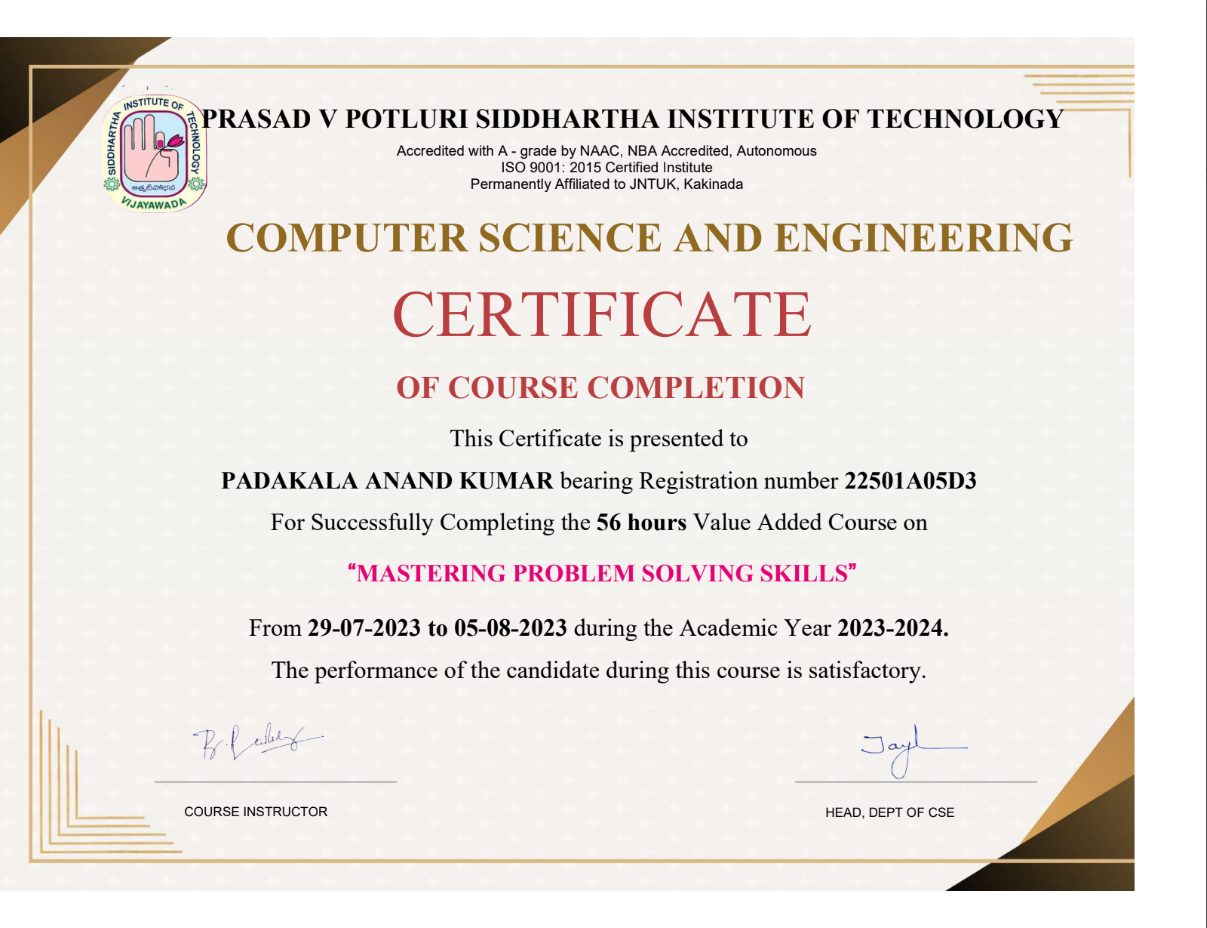 SIDDHARTHA INSTITUTE OF TECHNOLOGY
VIJAYAWADA
PRASAD V POTLURI SIDDHARTHA INSTITUTE OF TECHNOLOGY
Accredited with A - grade by NAAC, NBA Accredited, Autonomous
ISO 9001: 2015 Certified Institute
Permanently Affiliated to JNTUK, Kakinada
COMPUTER SCIENCE AND ENGINEERING
CERTIFICATE
OF COURSE COMPLETION
This Certificate is presented to
PADAKALA ANAND KUMAR bearing Registration number 22501A05D3
For Successfully Completing the 56 hours Value Added Course on
“MASTERING PROBLEM SOLVING SKILLS”
From 29-07-2023 to 05-08-2023 during the Academic Year 2023-2024.
The performance of the candidate during this course is satisfactory.
COURSE INSTRUCTOR
HEAD, DEPT OF CSE